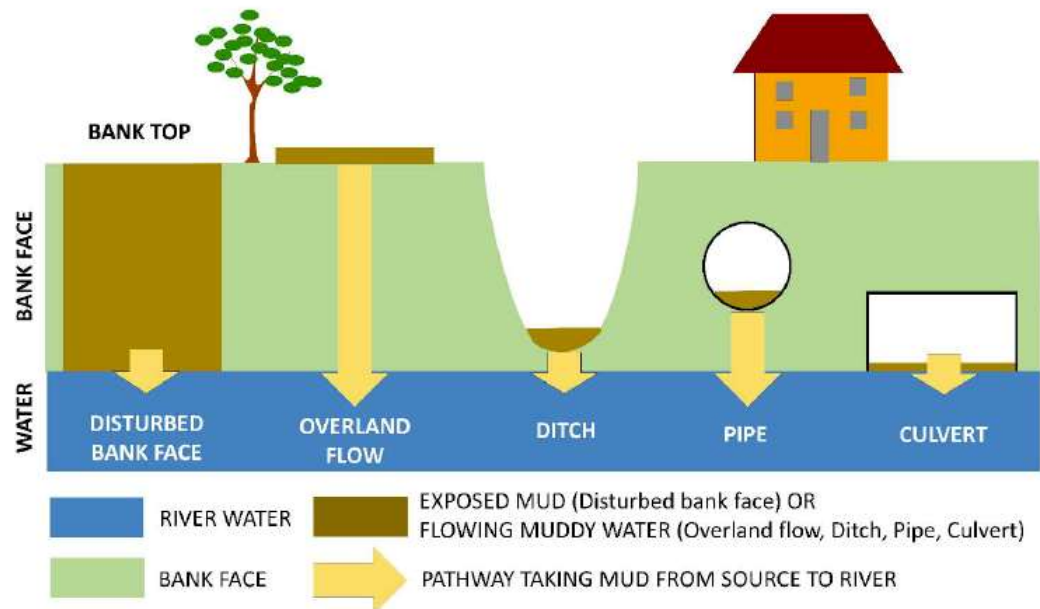 BANK TOP
BANK FACE
WATER
DISTURBED
BANK FACE
OVERLAND
FLOW
DITCH
PIPE
CULVERT
RIVER WATER
EXPOSED MUD (Disturbed bank face) OR
FLOWING MUDDY WATER (Overland flow, Ditch, Pipe, Culvert)
BANK FACE
PATHWAY TAKING MUD FROM SOURCE TO RIVER